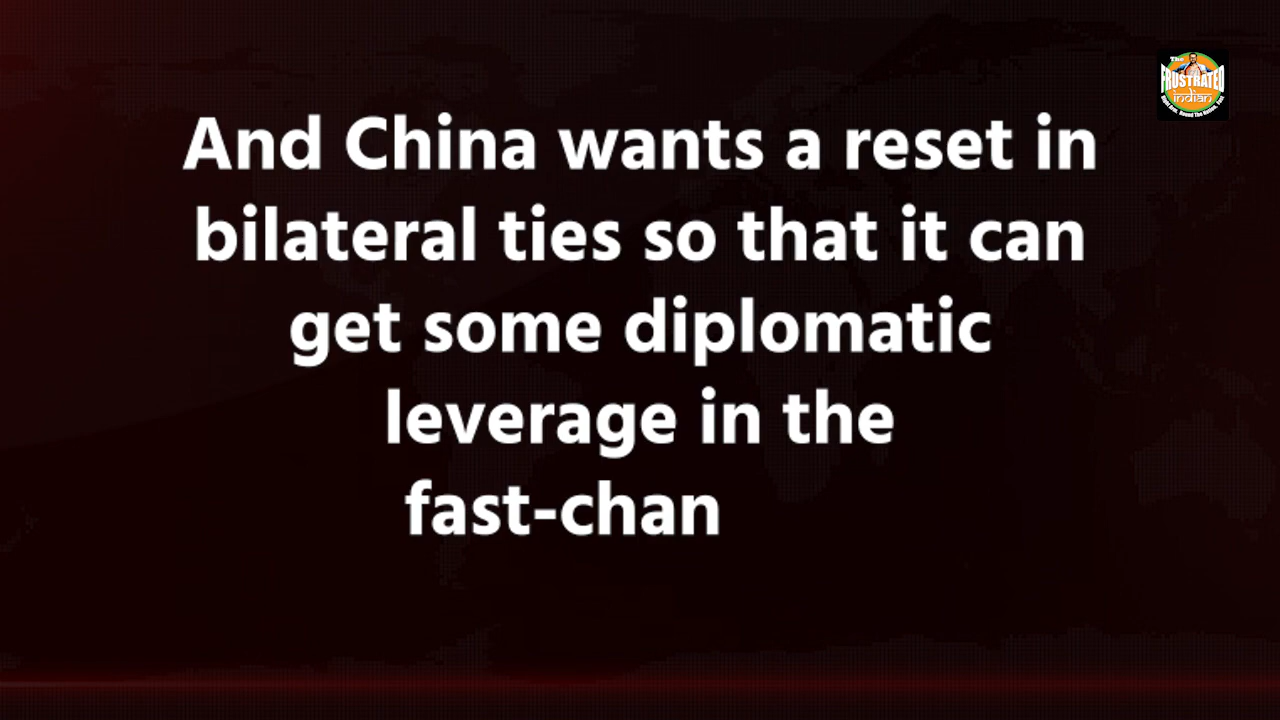 The
FRUSTRATED
indian
And China wants a reset in
bilateral ties so that it can
get some diplomatic
leverage in the
fast-chan